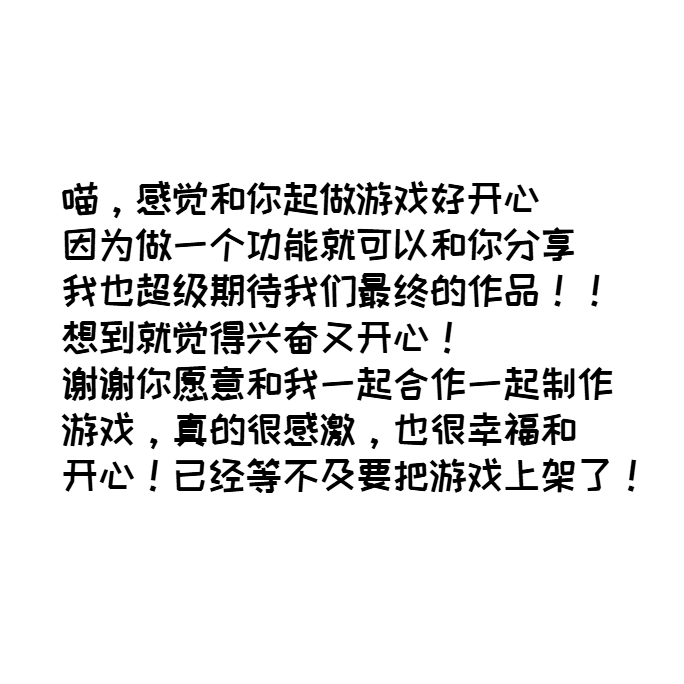 喵，感觉和你起做游戏好开心
因为做一个功能就可以和你分享
我也超级期待我们最终的作品！！
想到就觉得兴奋又开心！
谢谢你愿意和我一起合作一起制作
游戏，真的很感激，也很幸福和
开心！已经等不及要把游戏上架了！